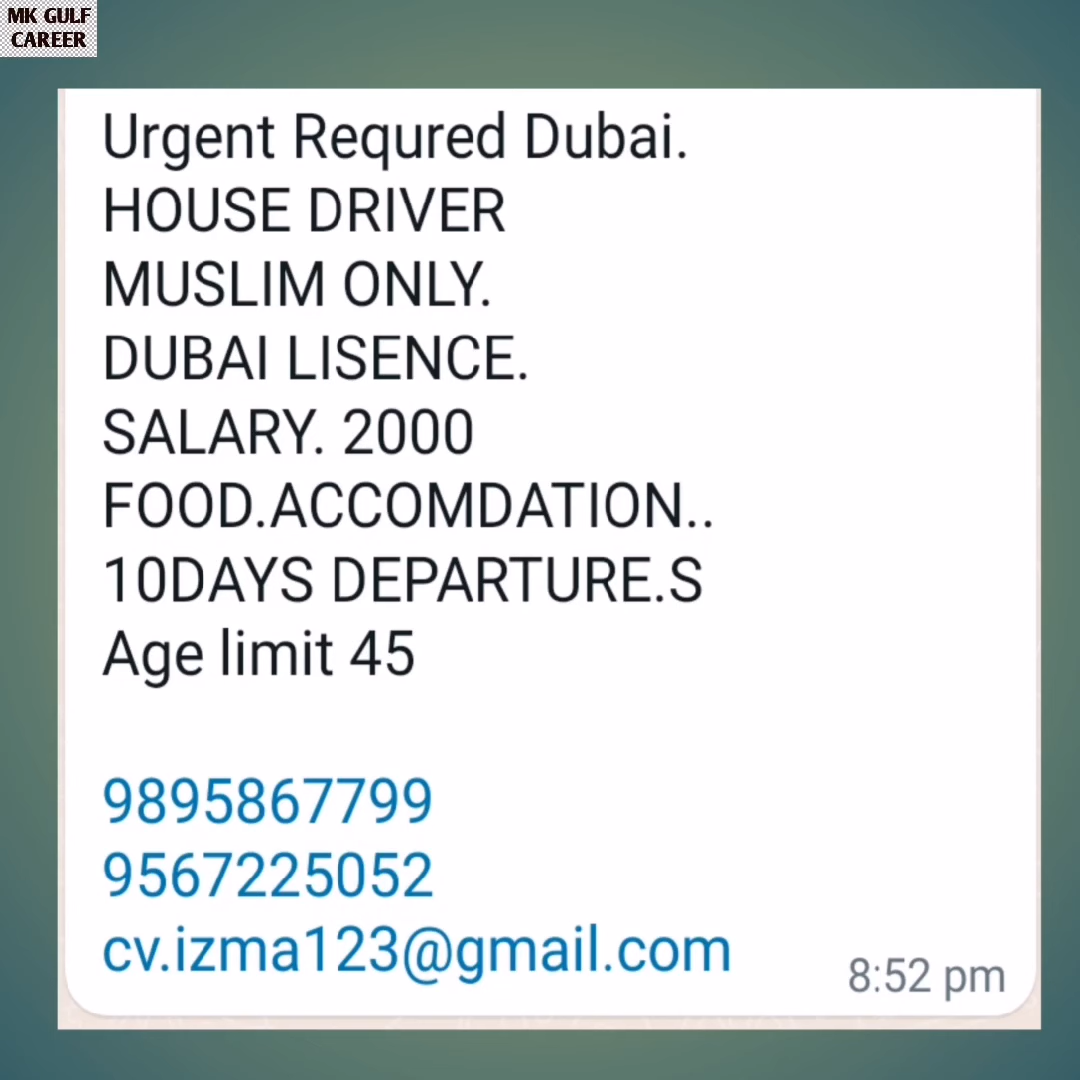 MK GULF
CAREER
Urgent Requred Dubai.
HOUSE DRIVER
MUSLIM ONLY.
DUBAI LISENCE.
SALARY. 2000
FOOD.ACCOMDATION..
10DAYS DEPARTURE.S
Age limit 45
9895867799
9567225052
cv.izma123@gmail.com
8:52 pm